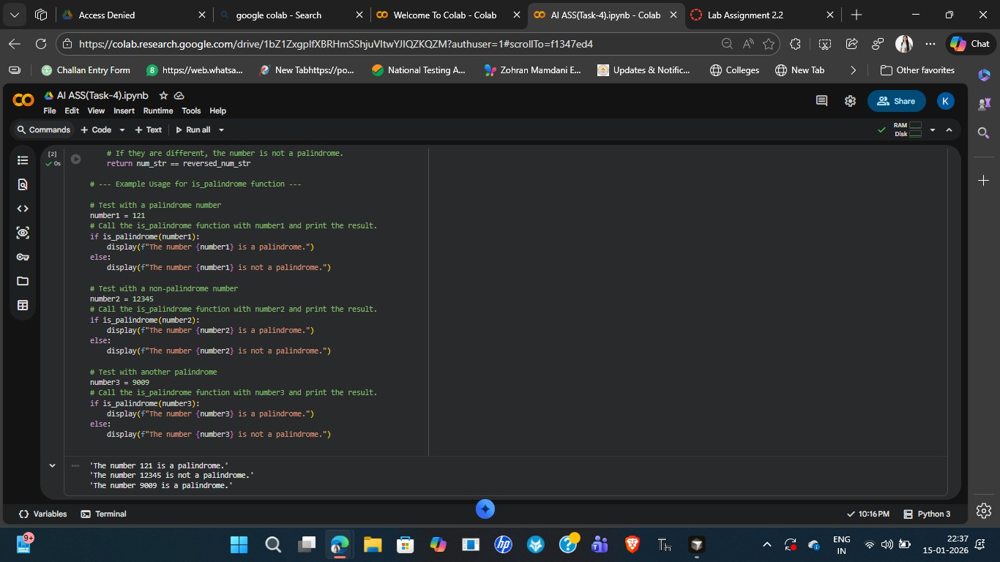 Access Denied
google colab - Search
Welcome To Colab - Colab
AI ASS(Task-4).ipynb - Colab
Lab Assignment 2.2
https://colab.research.google.com/drive/1bZ1ZxgpIfXBRHmSShjuVltwYJIQZKQZM?authuser=1#scrollTo=f1347ed4
Chat
Challan Entry Form
8 https://web.whatsa...
New Tabhttps://po...
National Testing A...
Zohran Mamdani E...
Updates & Notific...
Colleges
New Tab
Other favorites
AI ASS(Task-4).ipynb
File Edit View Insert Runtime Tools Help
Share
K
Commands + Code + Text Run all
RAM
Disk
[2]
0s
# If they are different, the number is not a palindrome.
return num_str == reversed_num_str
# --- Example Usage for is_palindrome function ---
# Test with a palindrome number
number1 = 121
# Call the is_palindrome function with number1 and print the result.
if is_palindrome(number1):
display(f"The number {number1} is a palindrome.")
else:
display(f"The number {number1} is not a palindrome.")
# Test with a non-palindrome number
number2 = 12345
# Call the is_palindrome function with number2 and print the result.
if is_palindrome(number2):
display(f"The number {number2} is a palindrome.")
else:
display(f"The number {number2} is not a palindrome.")
# Test with another palindrome
number3 = 9009
# Call the is_palindrome function with number3 and print the result.
if is_palindrome(number3):
display(f"The number {number3} is a palindrome.")
else:
display(f"The number {number3} is not a palindrome.")
'The number 121 is a palindrome.'
'The number 12345 is not a palindrome.'
'The number 9009 is a palindrome.'
Variables
Terminal
10:16 PM
Python 3
9+
hp
Th
ENG
IN
22:37
15-01-2026